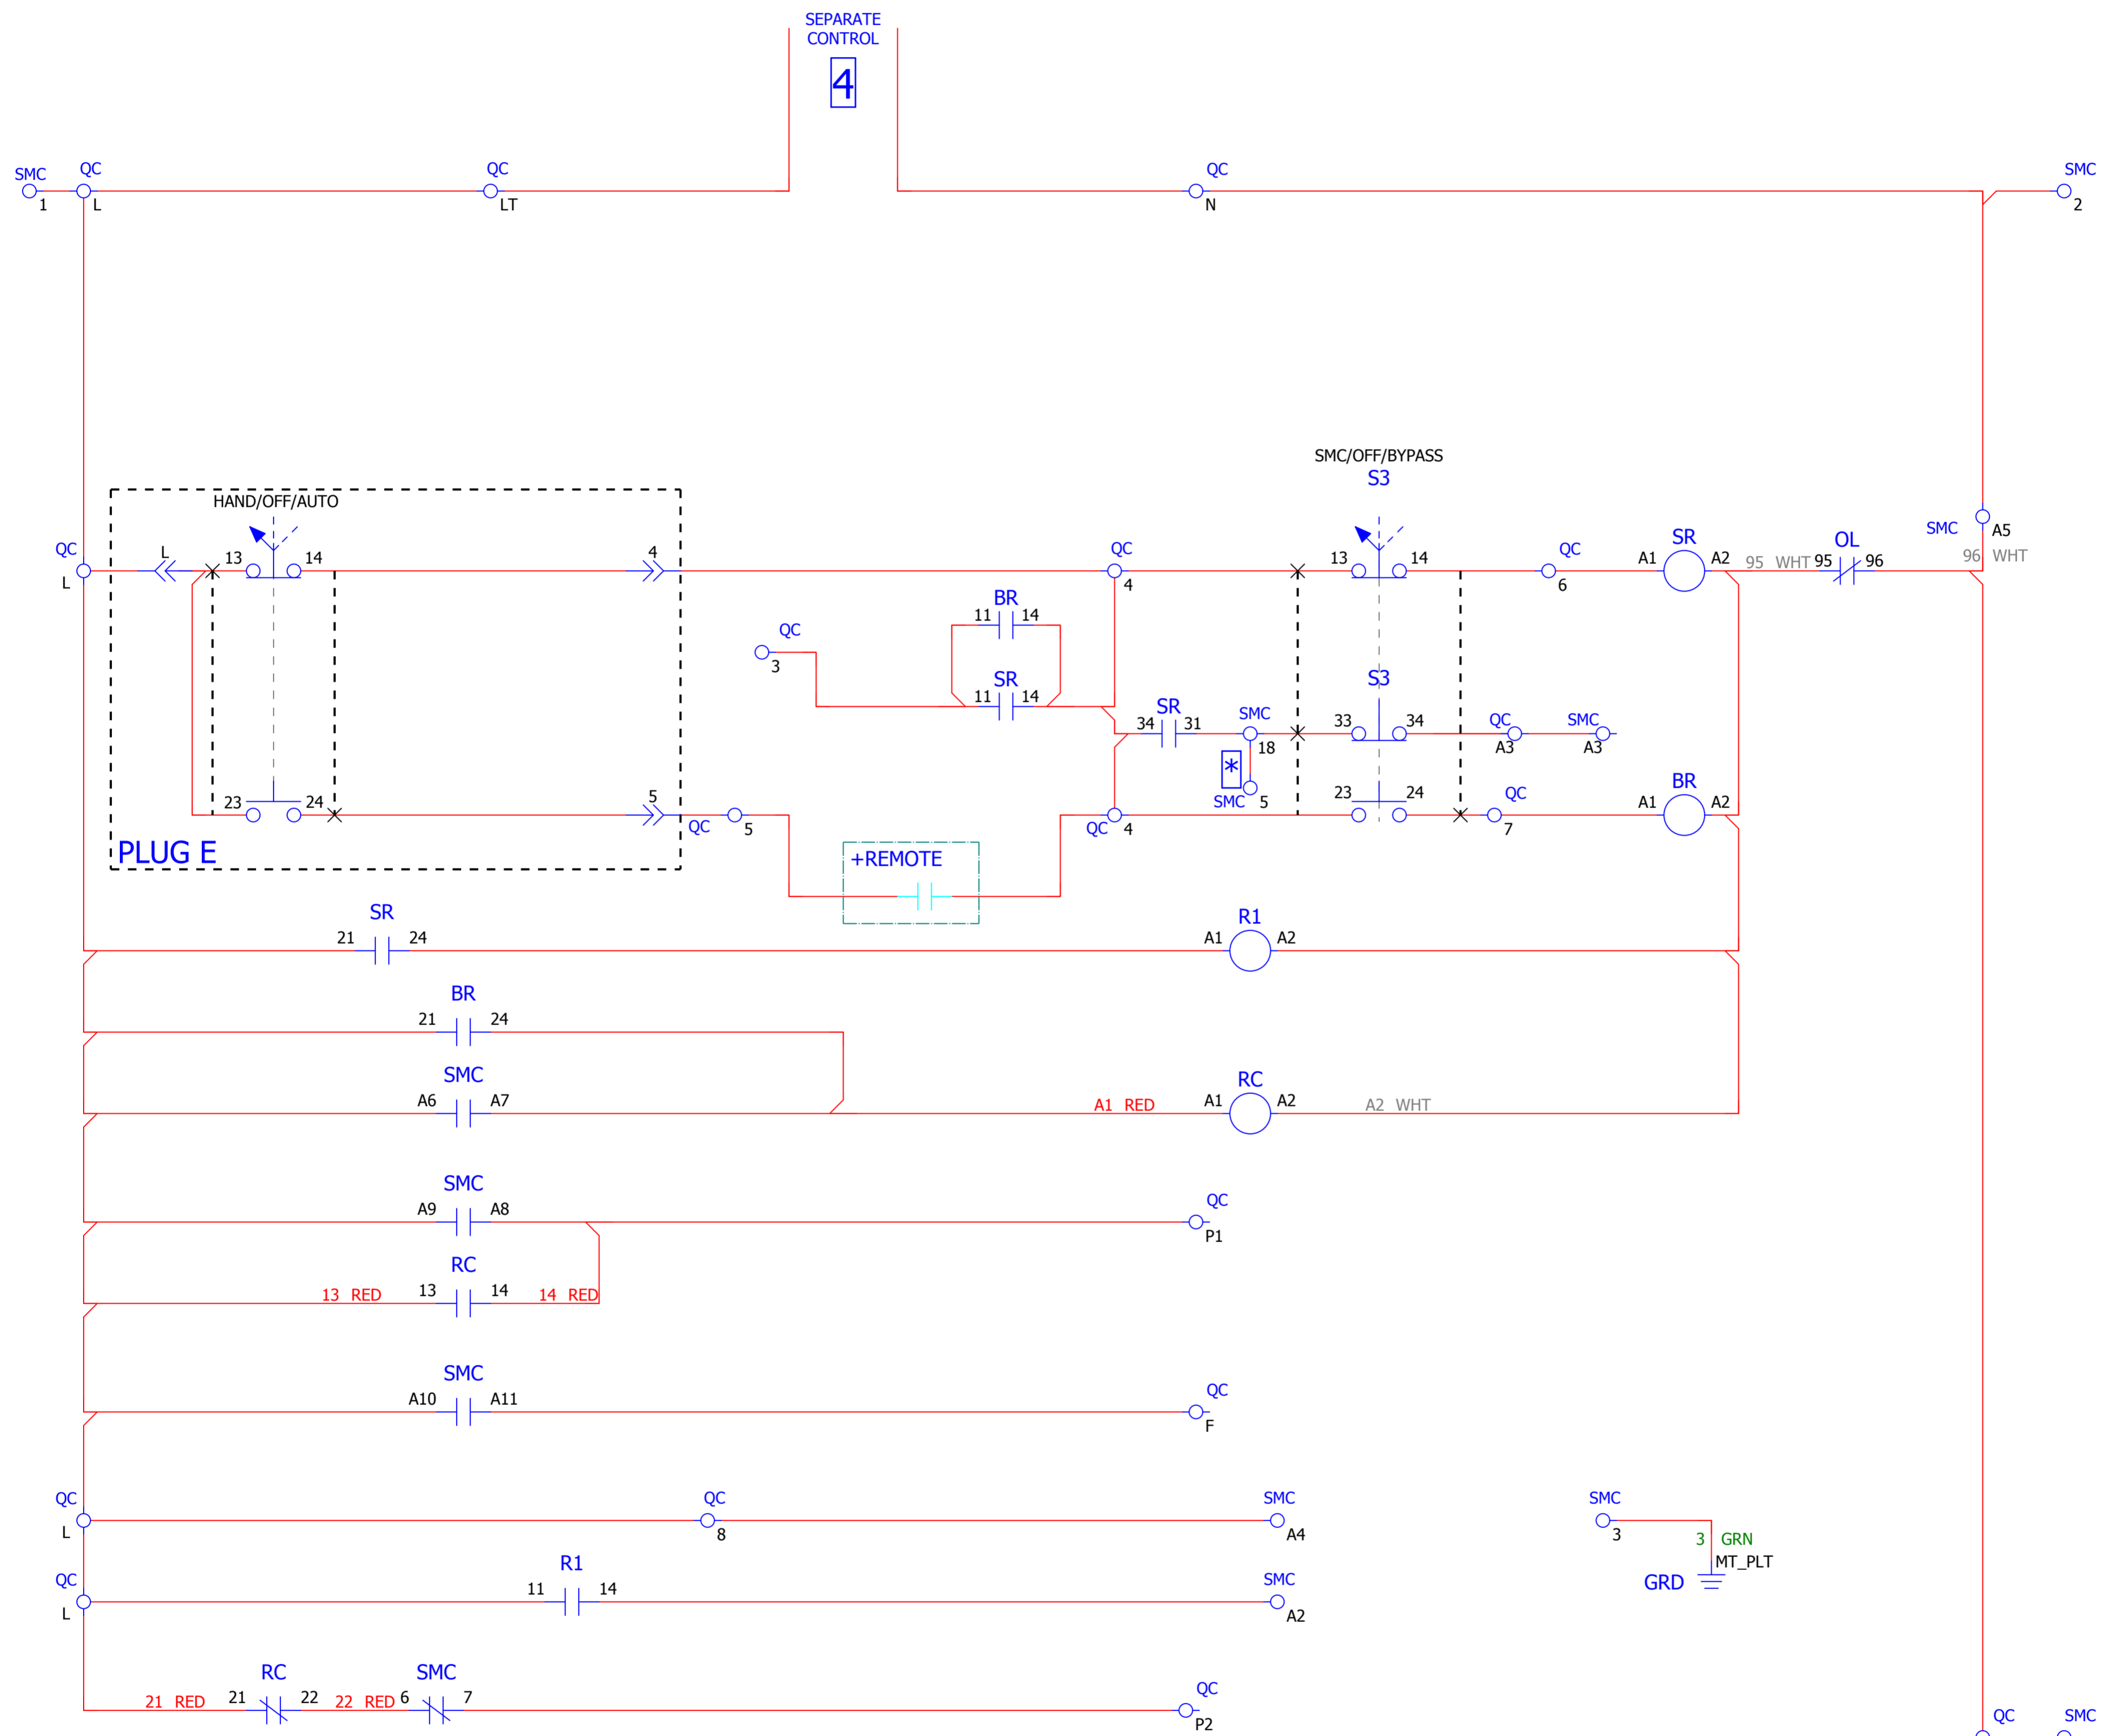 SEPARATE
CONTROL
4
SMC QC QC QC SMC
1 L LT N 2
SMC/OFF/BYPASS
S3
HAND/OFF/AUTO
SMC A5
QC L 13 14 4 QC 13 14 QC SR OL
A1 A2 95 WHT 95 96 96 WHT
L 4 6
BR
11 14
QC
3
SR
11 14
S3
SR SMC QC SMC
34 31 18 33 34 A3 A3
*
SMC 5
BR
23 24 5 QC 5 QC 4 23 24 QC 7 A1 A2
PLUG E
+REMOTE
SR R1
21 24 A1 A2
BR
21 24
SMC RC
A6 A7 A1 RED A1 A2 A2 WHT
SMC QC
A9 A8 P1
RC
13 RED 13 14 14 RED
SMC QC
A10 A11 F
QC QC SMC SMC
L 8 A4 3
3 GRN
MT_PLT
GRD
QC R1 SMC
L 11 14 A2
RC SMC QC
21 RED 21 22 22 RED 6 7 P2
QC SMC